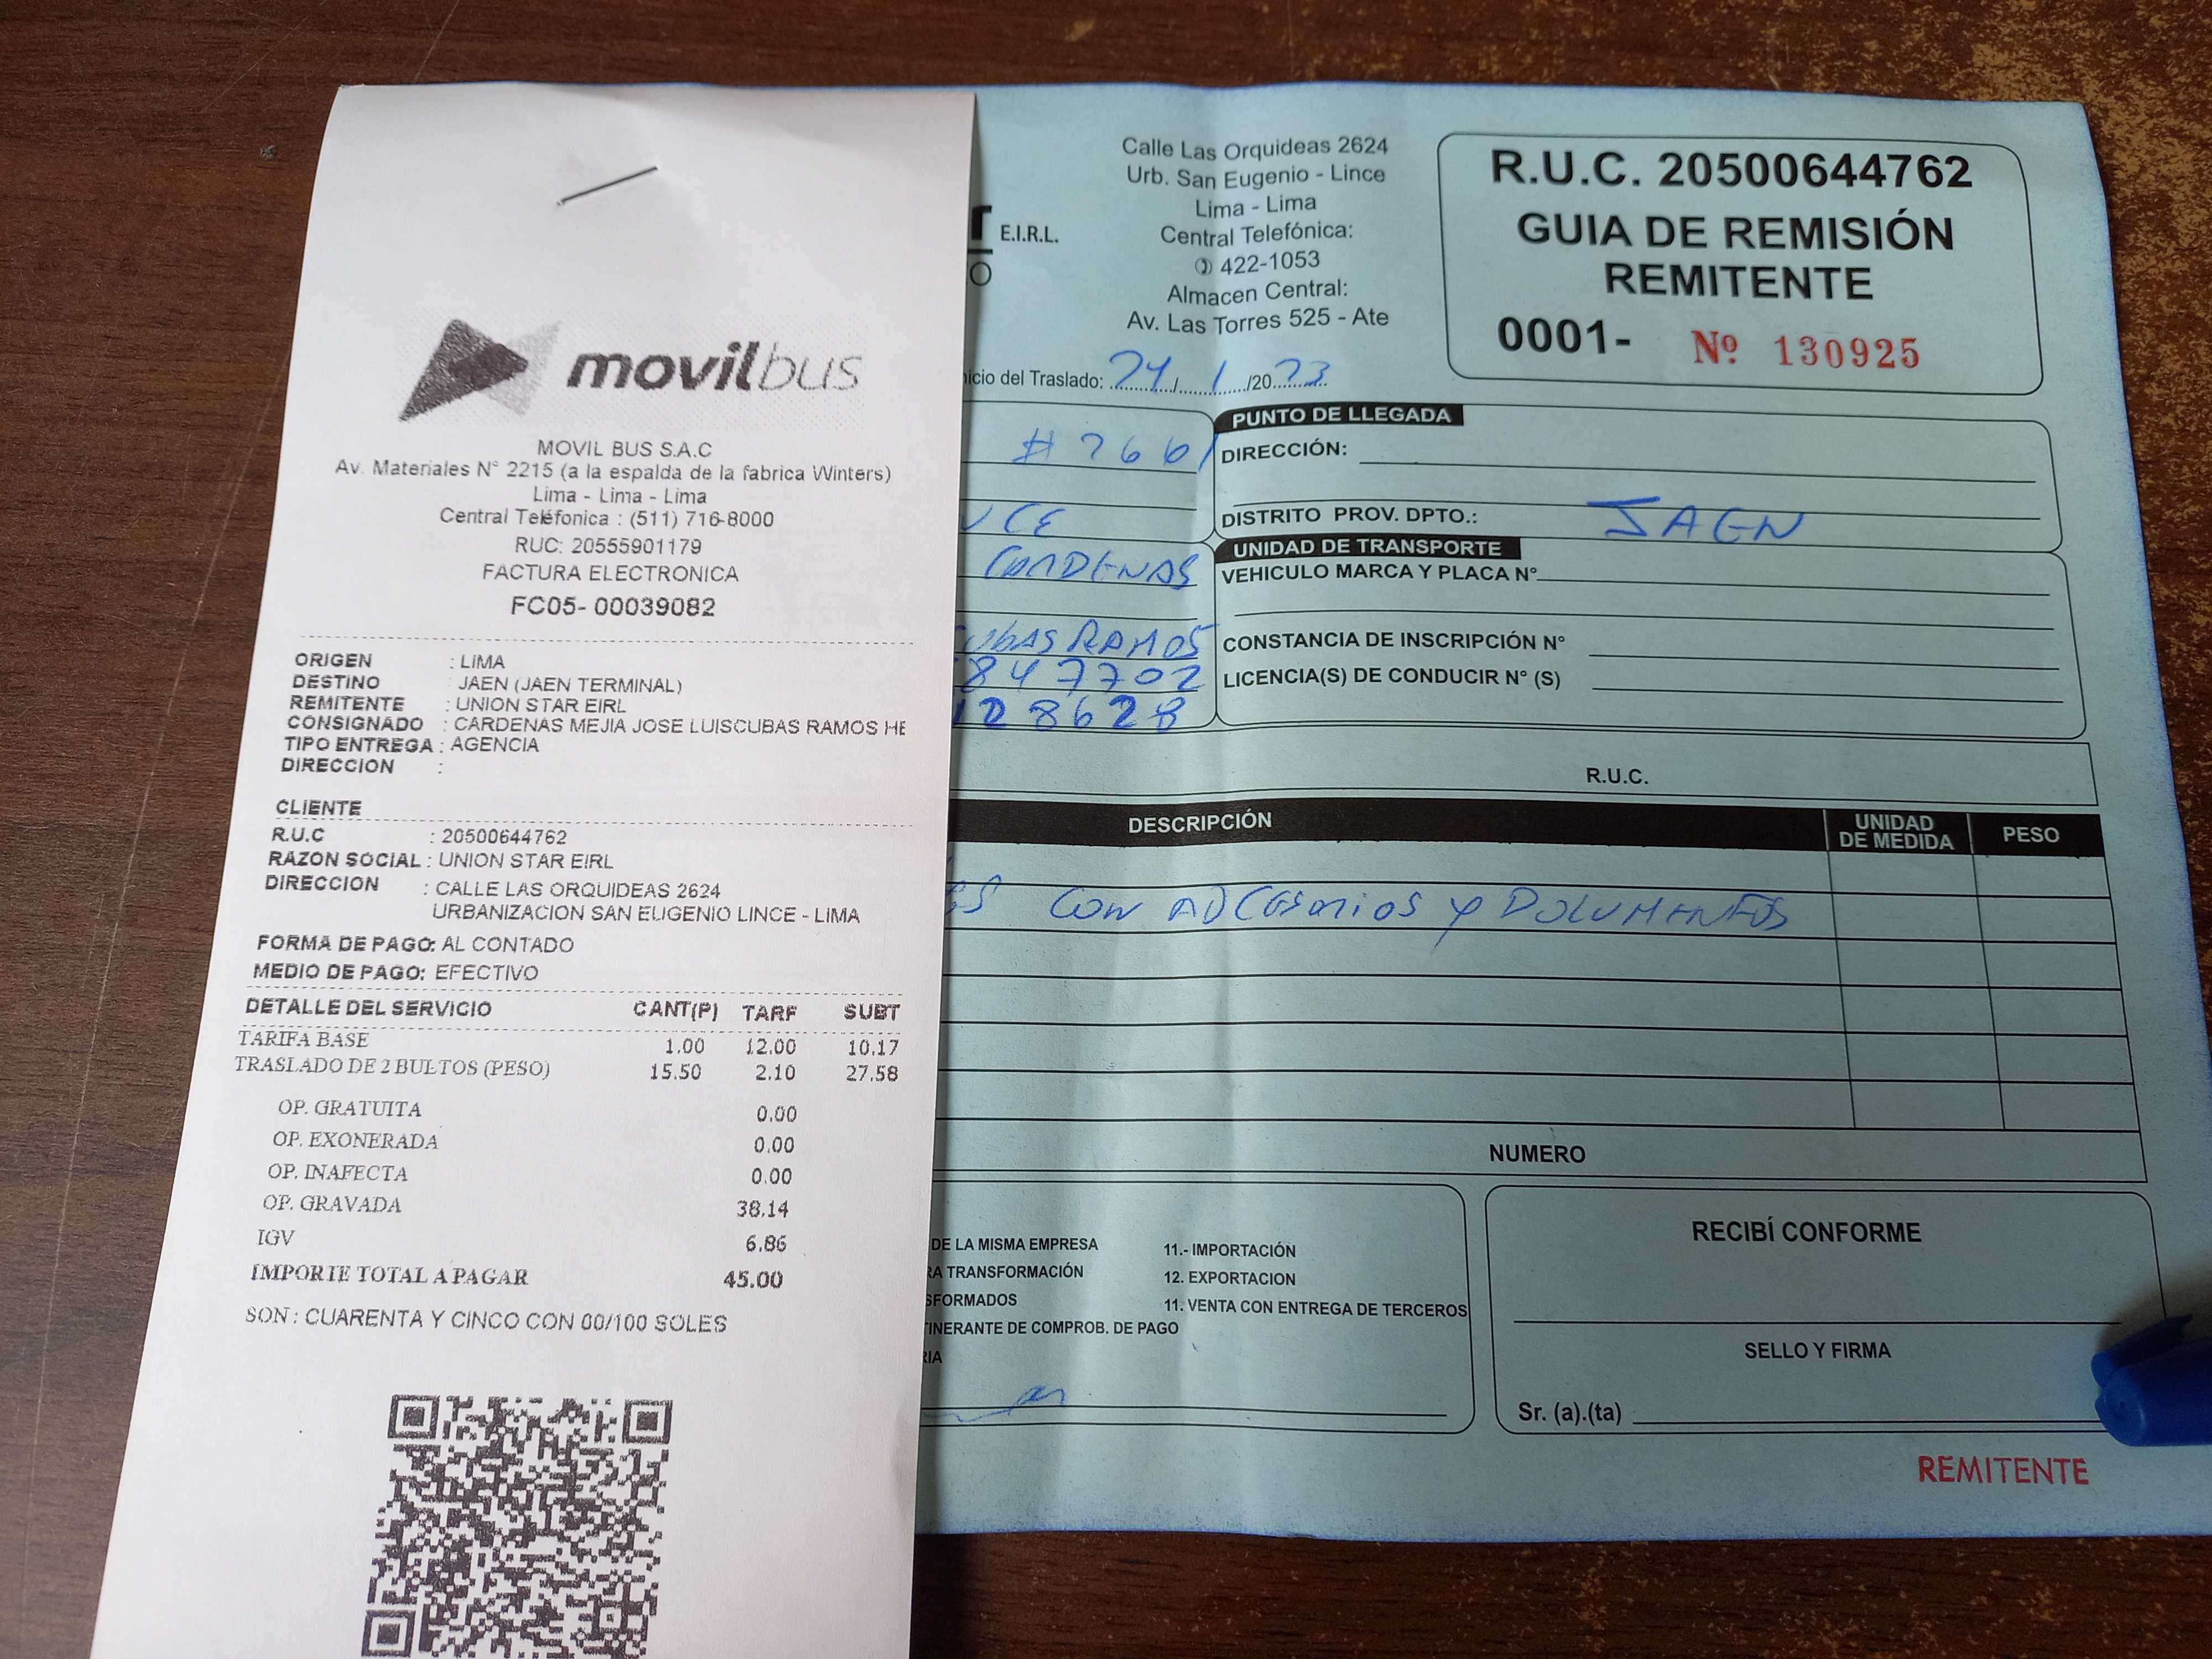 movilbus
MOVIL BUS S.A.C
Av. Materiales N° 2215 (a la espalda de la fabrica Winters)
Lima - Lima - Lima
Central Teléfonica : (511) 716-8000
RUC: 20555901179
FACTURA ELECTRONICA
FC05- 00039082
ORIGEN : LIMA
DESTINO : JAEN (JAEN TERMINAL)
REMITENTE : UNION STAR EIRL
CONSIGNADO : CARDENAS MEJIA JOSE LUISCUBAS RAMOS HE
TIPO ENTREGA : AGENCIA
DIRECCION :
CLIENTE
R.U.C : 20500644762
RAZON SOCIAL : UNION STAR EIRL
DIRECCION : CALLE LAS ORQUIDEAS 2624
URBANIZACION SAN EUGENIO LINCE - LIMA
FORMA DE PAGO: AL CONTADO
MEDIO DE PAGO: EFECTIVO
DETALLE DEL SERVICIO CANT(P) TARF SUBT
TARIFA BASE 1.00 12.00 10.17
TRASLADO DE 2 BULTOS (PESO) 15.50 2.10 27.58
OP. GRATUITA 0.00
OP. EXONERADA 0.00
OP. INAFECTA 0.00
OP. GRAVADA 38.14
IGV 6.86
IMPORTE TOTAL A PAGAR 45.00
SON : CUARENTA Y CINCO CON 00/100 SOLES
E.I.R.L.
Calle Las Orquideas 2624
Urb. San Eugenio - Lince
Lima - Lima
Central Telefónica:
422-1053
Almacen Central:
Av. Las Torres 525 - Ate
R.U.C. 20500644762
GUIA DE REMISIÓN
REMITENTE
0001- Nº 130925
icio del Traslado: 24/1/2023
# 2661
CARDENAS
UBAS RAMOS
847702
28628
PUNTO DE LLEGADA
DIRECCIÓN:
DISTRITO PROV. DPTO.: JAEN
UNIDAD DE TRANSPORTE
VEHICULO MARCA Y PLACA N°
CONSTANCIA DE INSCRIPCIÓN N°
LICENCIA(S) DE CONDUCIR N° (S)
R.U.C.
DESCRIPCIÓN UNIDAD DE MEDIDA PESO
CON ACCESORIOS Y DOCUMENTOS
NUMERO
DE LA MISMA EMPRESA
RA TRANSFORMACIÓN
SFORMADOS
TINERANTE DE COMPROB. DE PAGO
RIA
11.- IMPORTACIÓN
12. EXPORTACION
11. VENTA CON ENTREGA DE TERCEROS
RECIBÍ CONFORME
SELLO Y FIRMA
Sr. (a).(ta)
REMITENTE